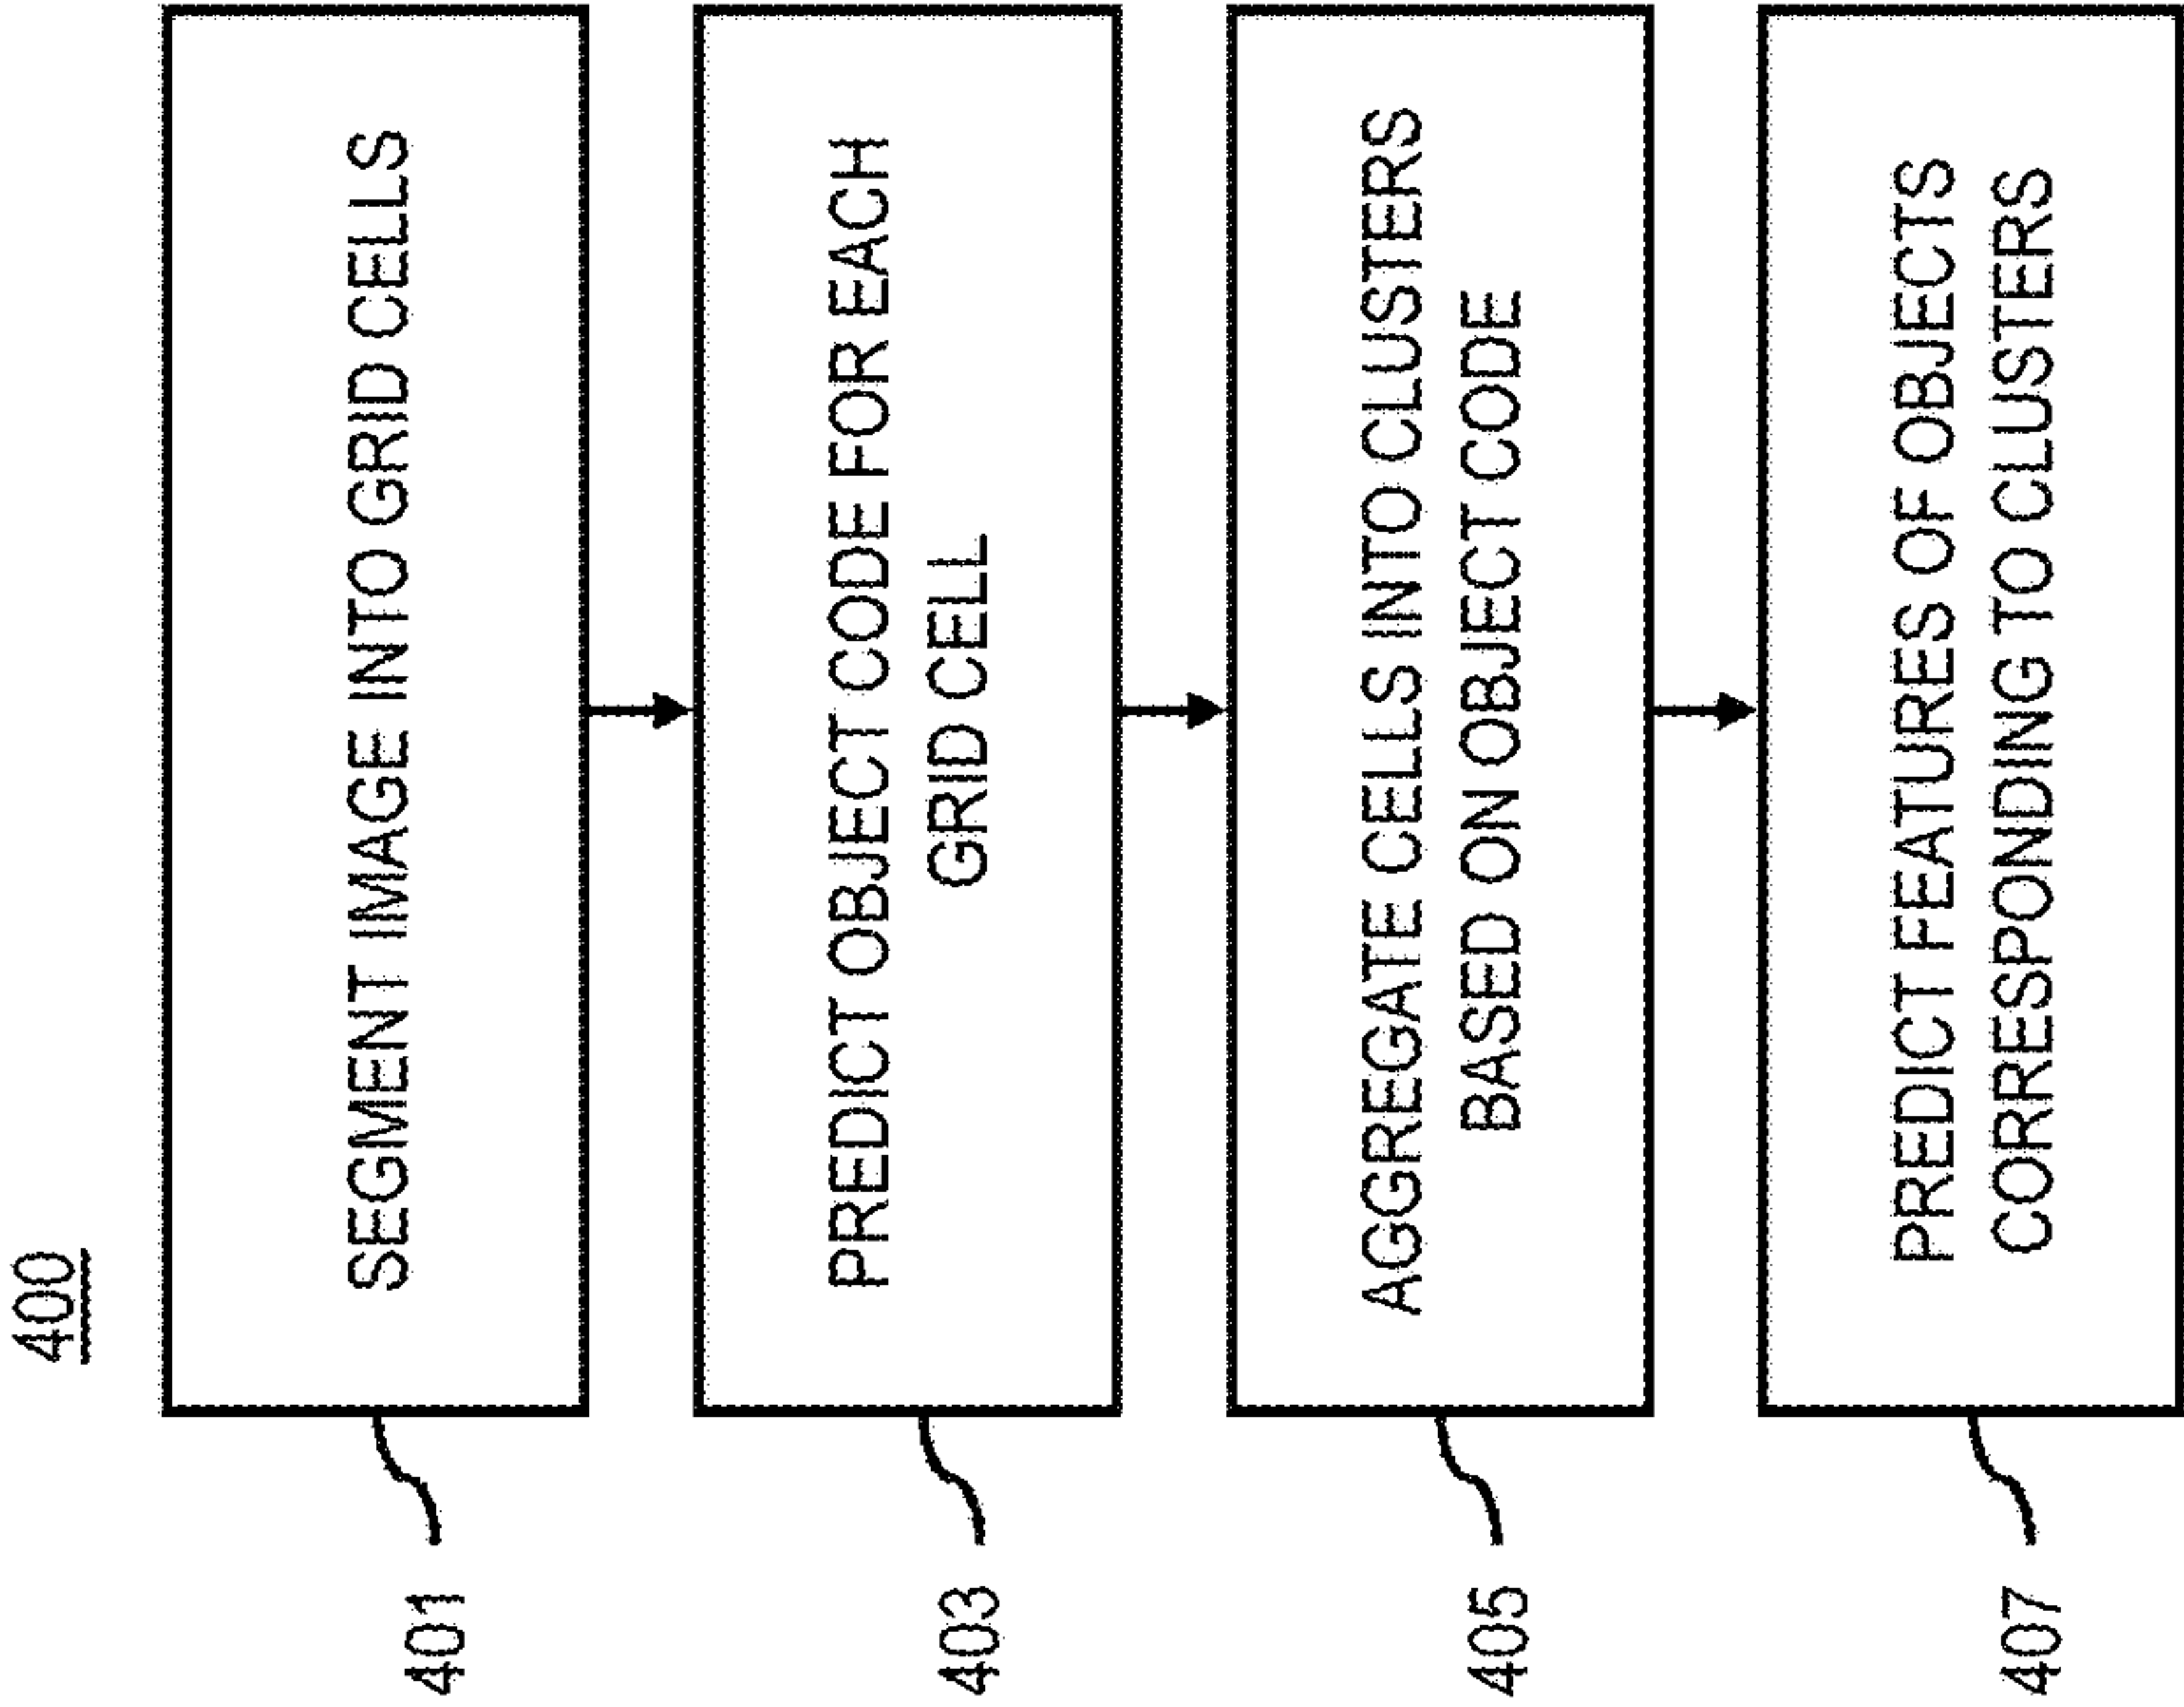 400
401
SEGMENT IMAGE INTO GRID CELLS
403
PREDICT OBJECT CODE FOR EACH
GRID CELL
405
AGGREGATE CELLS INTO CLUSTERS
BASED ON OBJECT CODE
407
PREDICT FEATURES OF OBJECTS
CORRESPONDING TO CLUSTERS